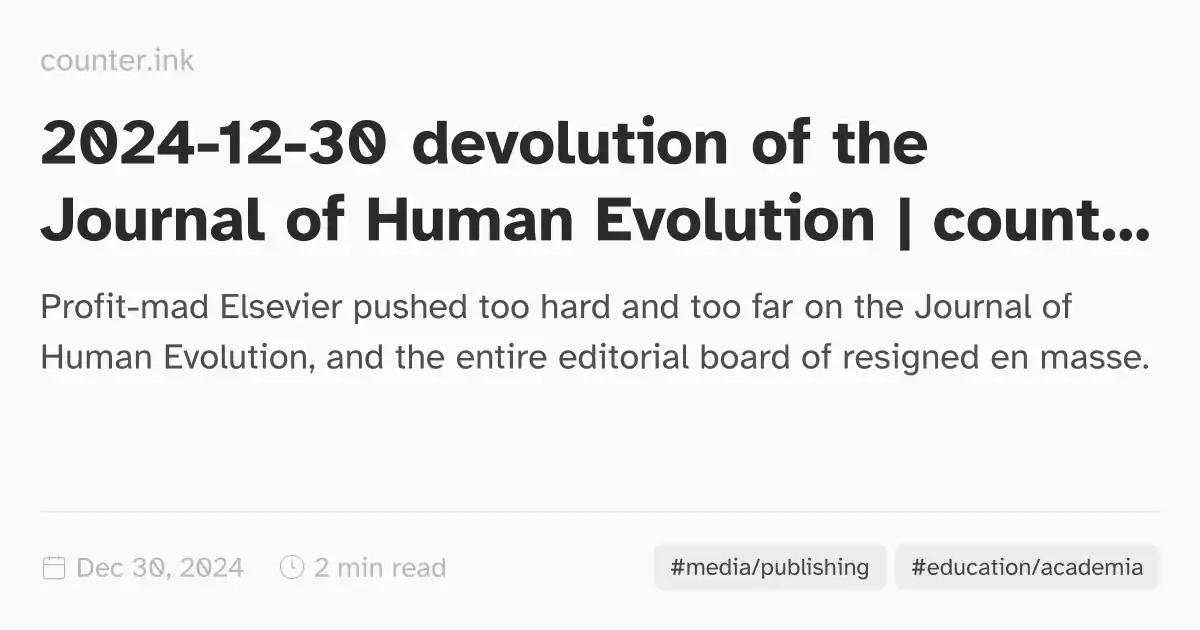 counter.ink
2024-12-30 devolution of the
Journal of Human Evolution | count...
Profit-mad Elsevier pushed too hard and too far on the Journal of
Human Evolution, and the entire editorial board of resigned en masse.
Dec 30, 2024 2 min read #media/publishing #education/academia